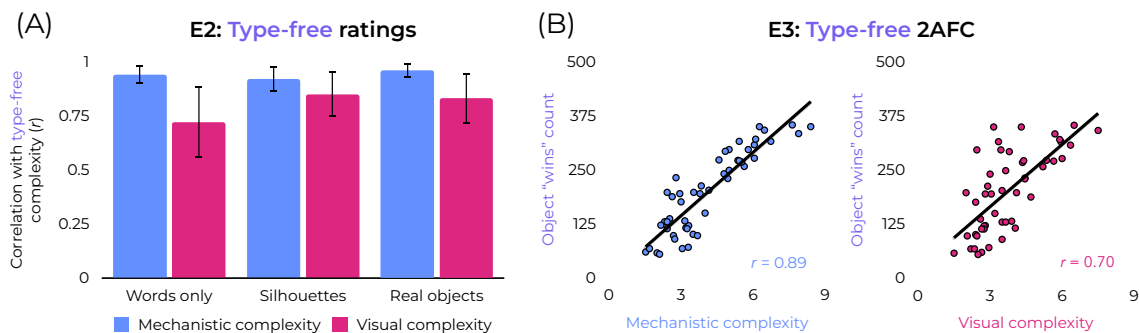 (A)
E2: Type-free ratings
Correlation with type-free
complexity (r)
1
0.75
0.5
0.25
0
Words only
Silhouettes
Real objects
Mechanistic complexity
Visual complexity
(B)
E3: Type-free 2AFC
Object “wins” count
500
375
250
125
0
r = 0.89
0
3
6
9
Mechanistic complexity
Object “wins” count
500
375
250
125
0
r = 0.70
0
3
6
9
Visual complexity